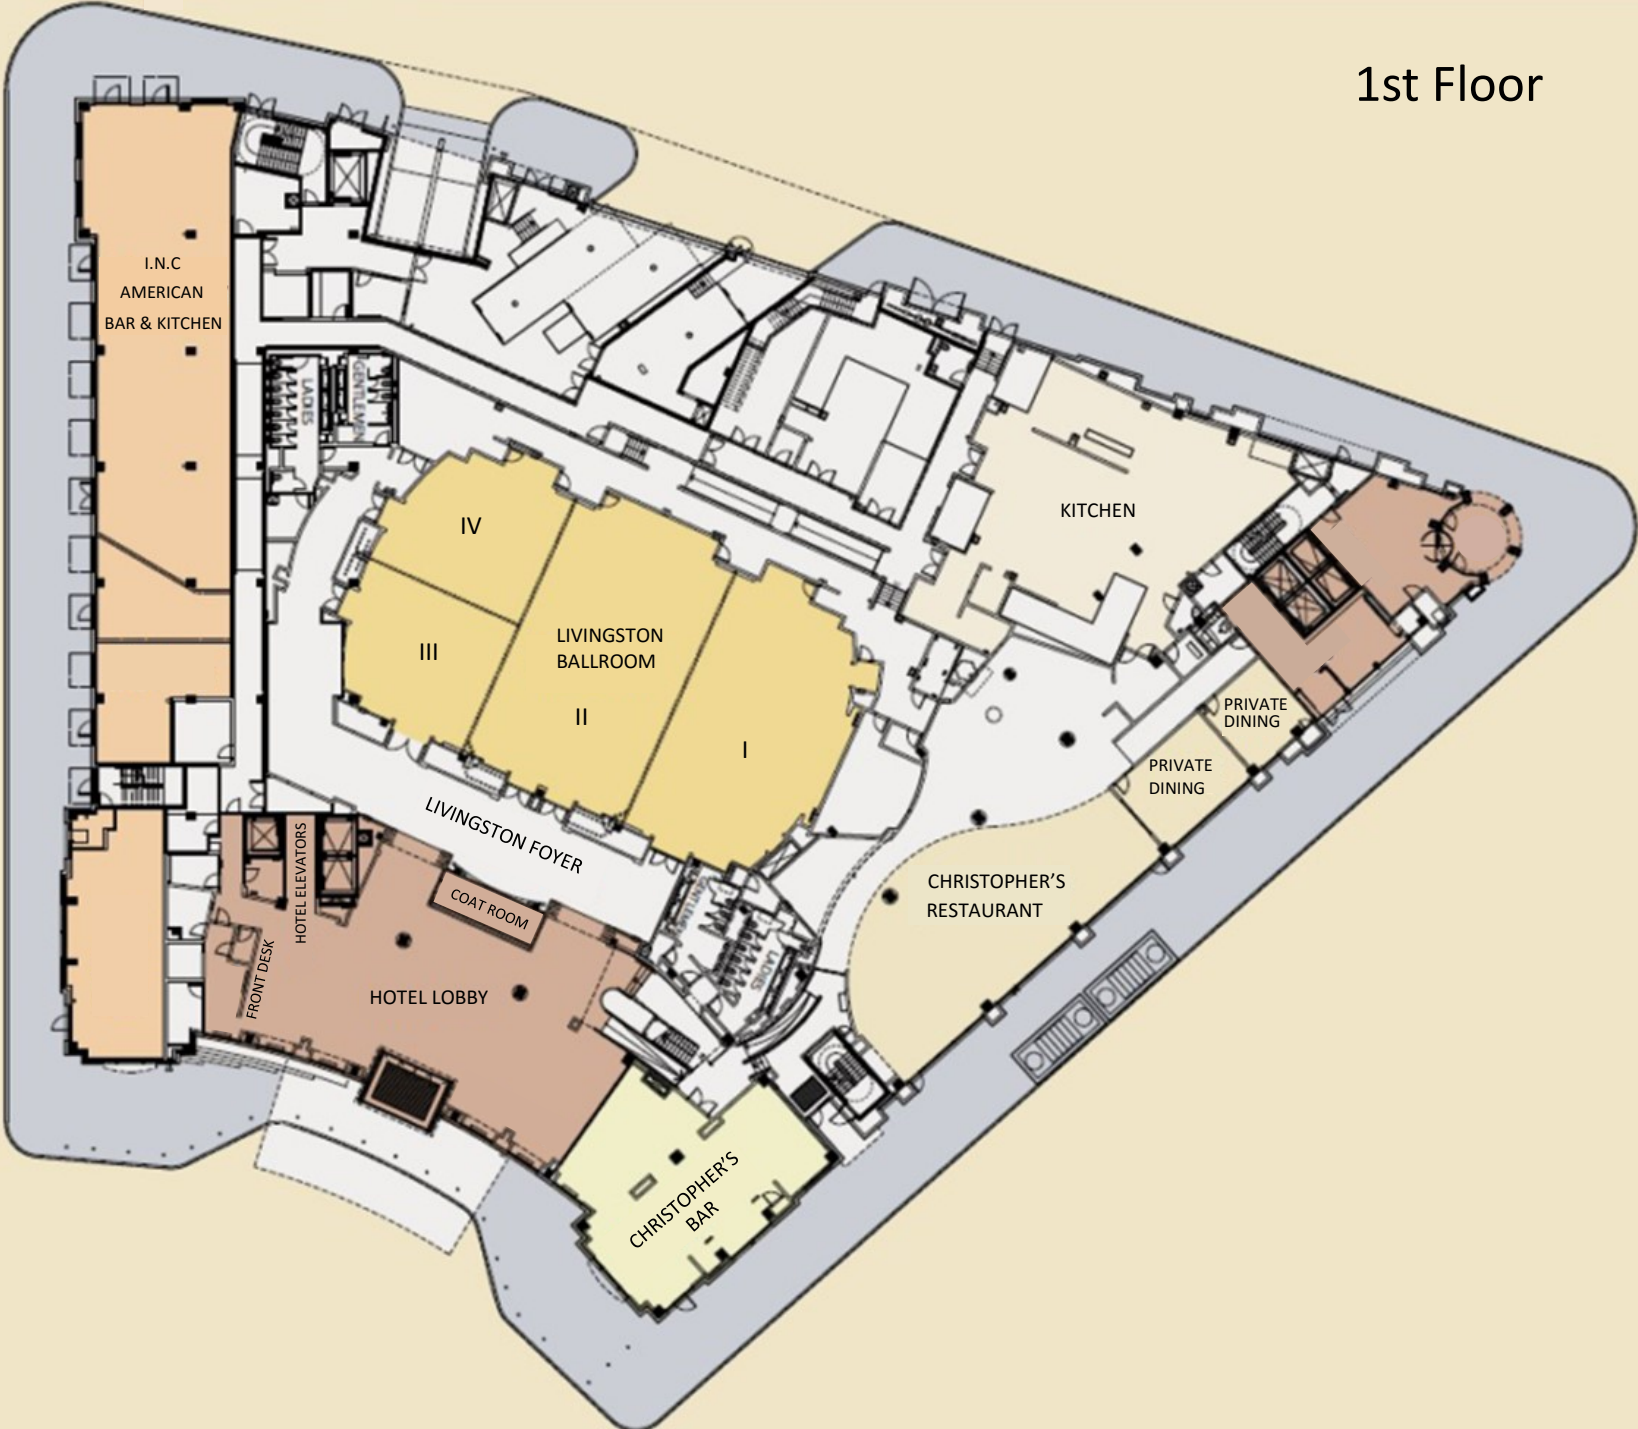 1st Floor
I.N.C
AMERICAN
BAR & KITCHEN
LADIES
GENTLEMEN
IV
III
LIVINGSTON
BALLROOM
II
I
KITCHEN
PRIVATE
DINING
PRIVATE
DINING
LIVINGSTON FOYER
COAT ROOM
HOTEL ELEVATORS
FRONT DESK
HOTEL LOBBY
GENTLEMEN
LADIES
CHRISTOPHER'S
RESTAURANT
CHRISTOPHER'S
BAR